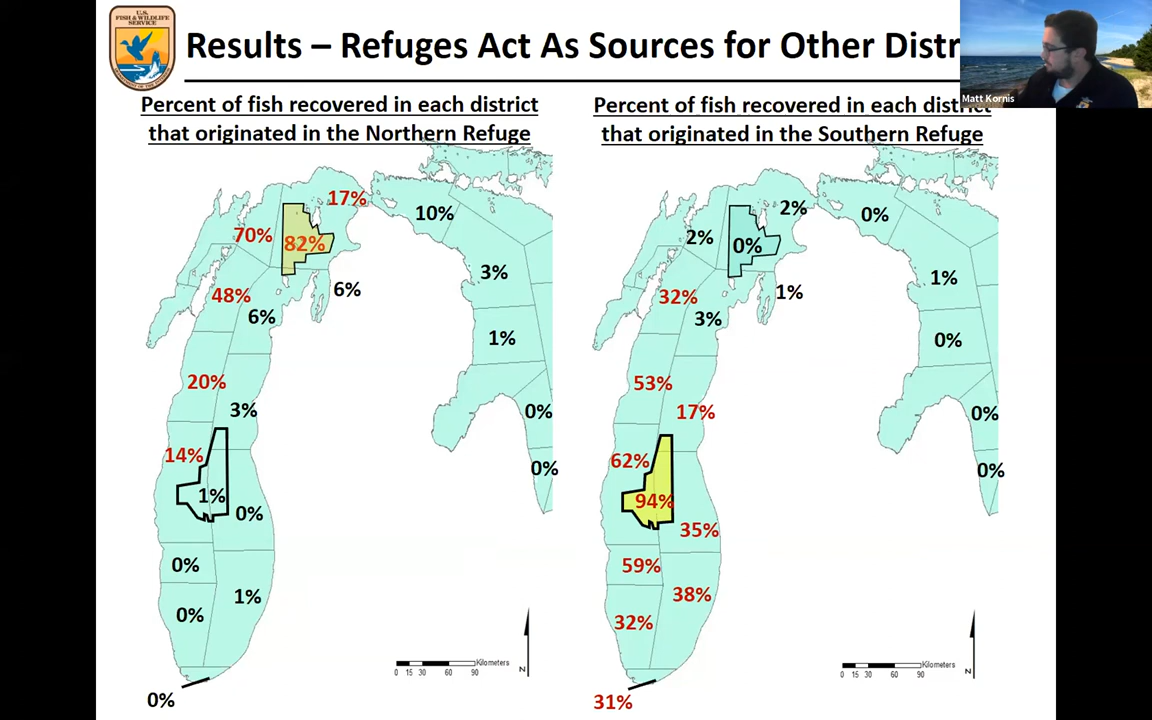 U.S.
FISH & WILDLIFE
SERVICE
Results – Refuges Act As Sources for Other Distr
Matt Kornis
Percent of fish recovered in each district
that originated in the Northern Refuge
17%
10%
70%
82%
3%
48%
6%
6%
1%
20%
3%
0%
14%
0%
1%
0%
0%
1%
0%
0%
Kilometers
0 15 30 60 90
N
Percent of fish recovered in each district
that originated in the Southern Refuge
2%
0%
2%
0%
1%
32%
1%
3%
0%
53%
17%
0%
62%
0%
94%
35%
59%
38%
32%
31%
Kilometers
0 15 30 60 90
N